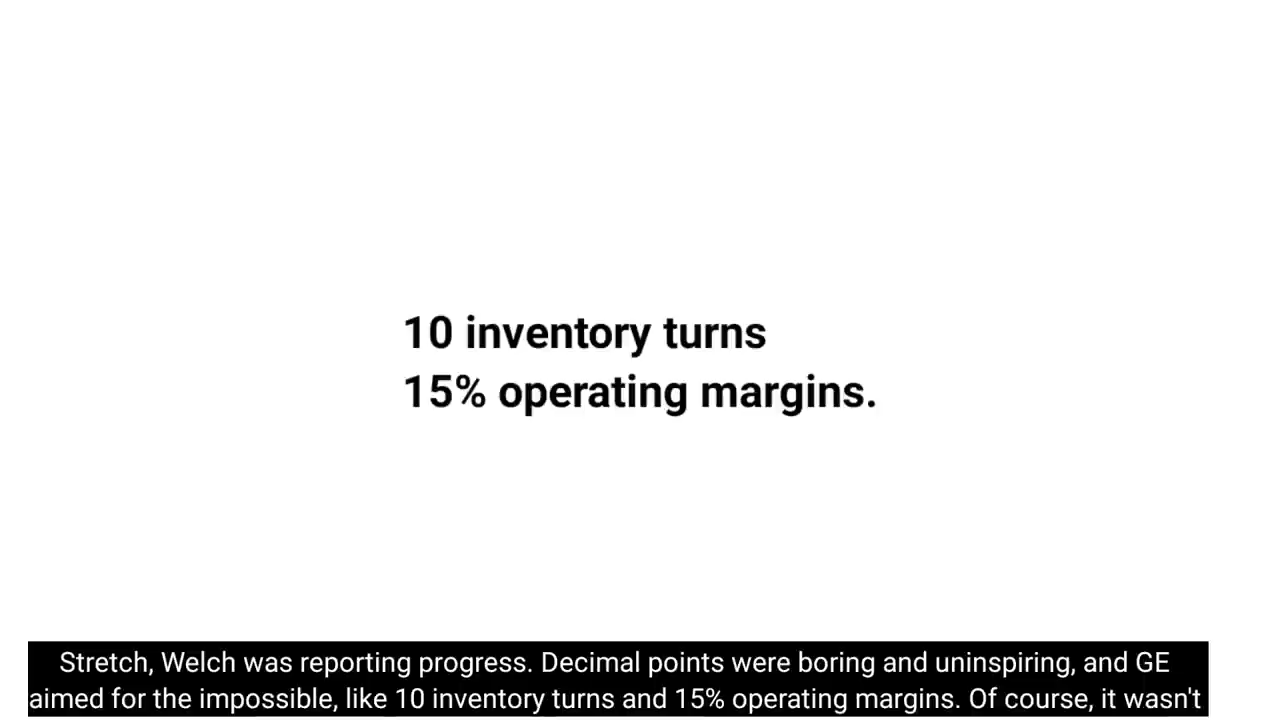 10 inventory turns
15% operating margins.
Stretch, Welch was reporting progress. Decimal points were boring and uninspiring, and GE
aimed for the impossible, like 10 inventory turns and 15% operating margins. Of course, it wasn't